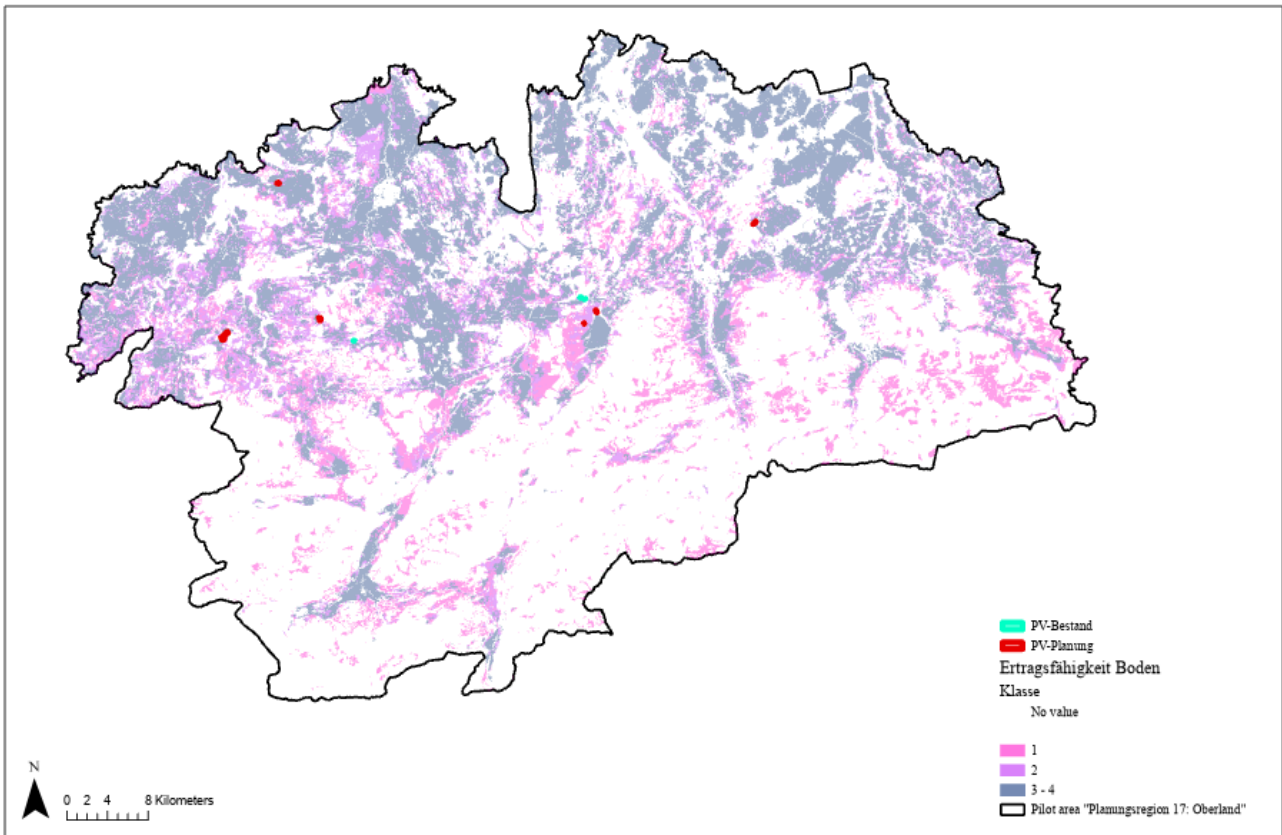 PV-Bestand
PV-Planung
Ertragsfähigkeit Boden
Klasse
No value
1
2
3 - 4
Pilot area "Planungsregion 17: Oberland"
N
0 2 4 8 Kilometers